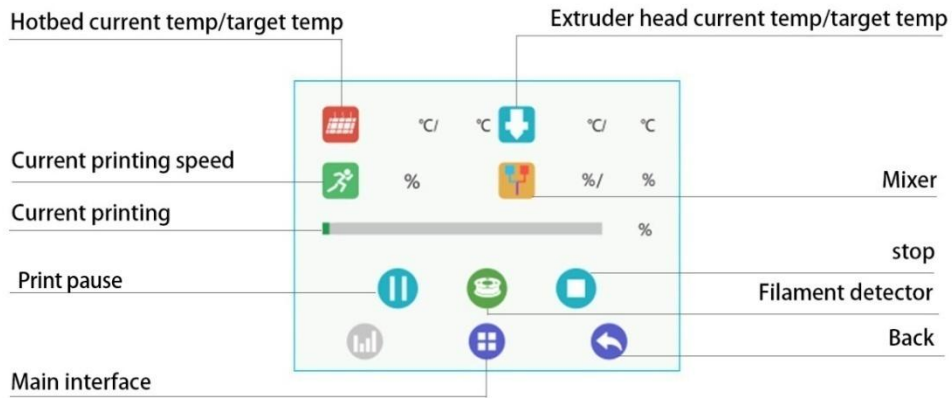 Hotbed current temp/target temp
Extruder head current temp/target temp
℃/ ℃ ℃/ ℃
Current printing speed
% %/ %
Mixer
Current printing
%
stop
Print pause
Filament detector
Back
Main interface